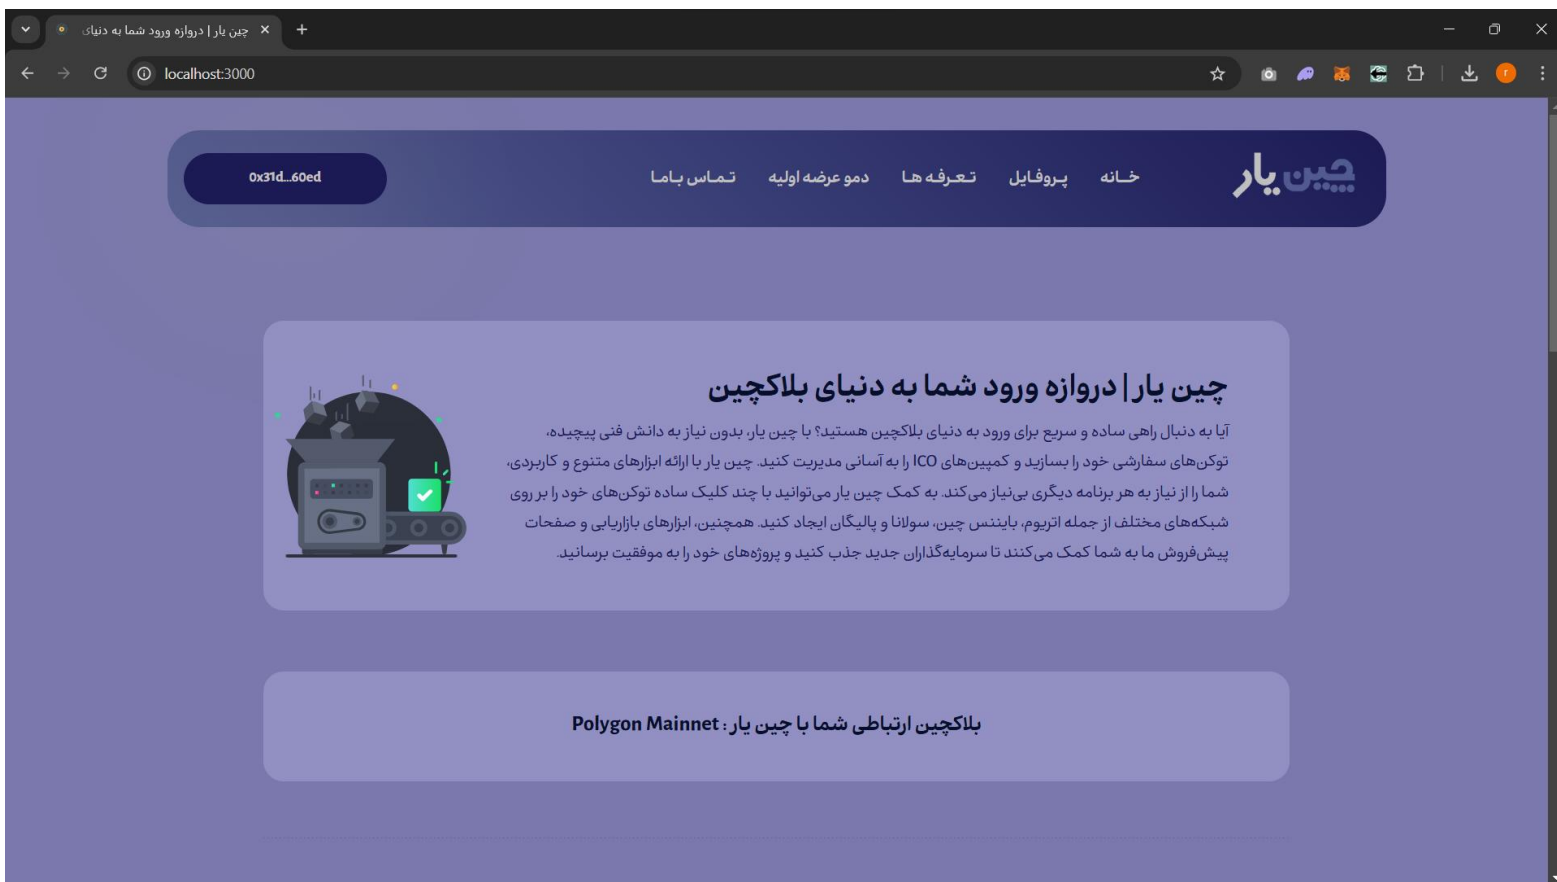 چین یار | دروازه ورود شما به دنیای
localhost:3000
r
چین یار
خــانه
پـروفـایل
تـعـرفـه هـا
دمو عرضه اولیه
تـمـاس بـامـا
0x31d...60ed
چین یار | دروازه ورود شما به دنیای بلاکچین
آیا به دنبال راهی ساده و سریع برای ورود به دنیای بلاکچین هستید؟ با چین یار، بدون نیاز به دانش فنی پیچیده،
توکن‌های سفارشی خود را بسازید و کمپین‌های ICO را به آسانی مدیریت کنید. چین یار با ارائه ابزارهای متنوع و کاربردی،
شما را از نیاز به هر برنامه دیگری بی‌نیاز می‌کند. به کمک چین یار می‌توانید با چند کلیک ساده توکن‌های خود را بر روی
شبکه‌های مختلف از جمله اتریوم، بایننس چین، سولانا و پالیگان ایجاد کنید. همچنین، ابزارهای بازاریابی و صفحات
پیش‌فروش ما به شما کمک می‌کنند تا سرمایه‌گذاران جدید جذب کنید و پروژه‌های خود را به موفقیت برسانید.
بلاکچین ارتباطی شما با چین یار : Polygon Mainnet